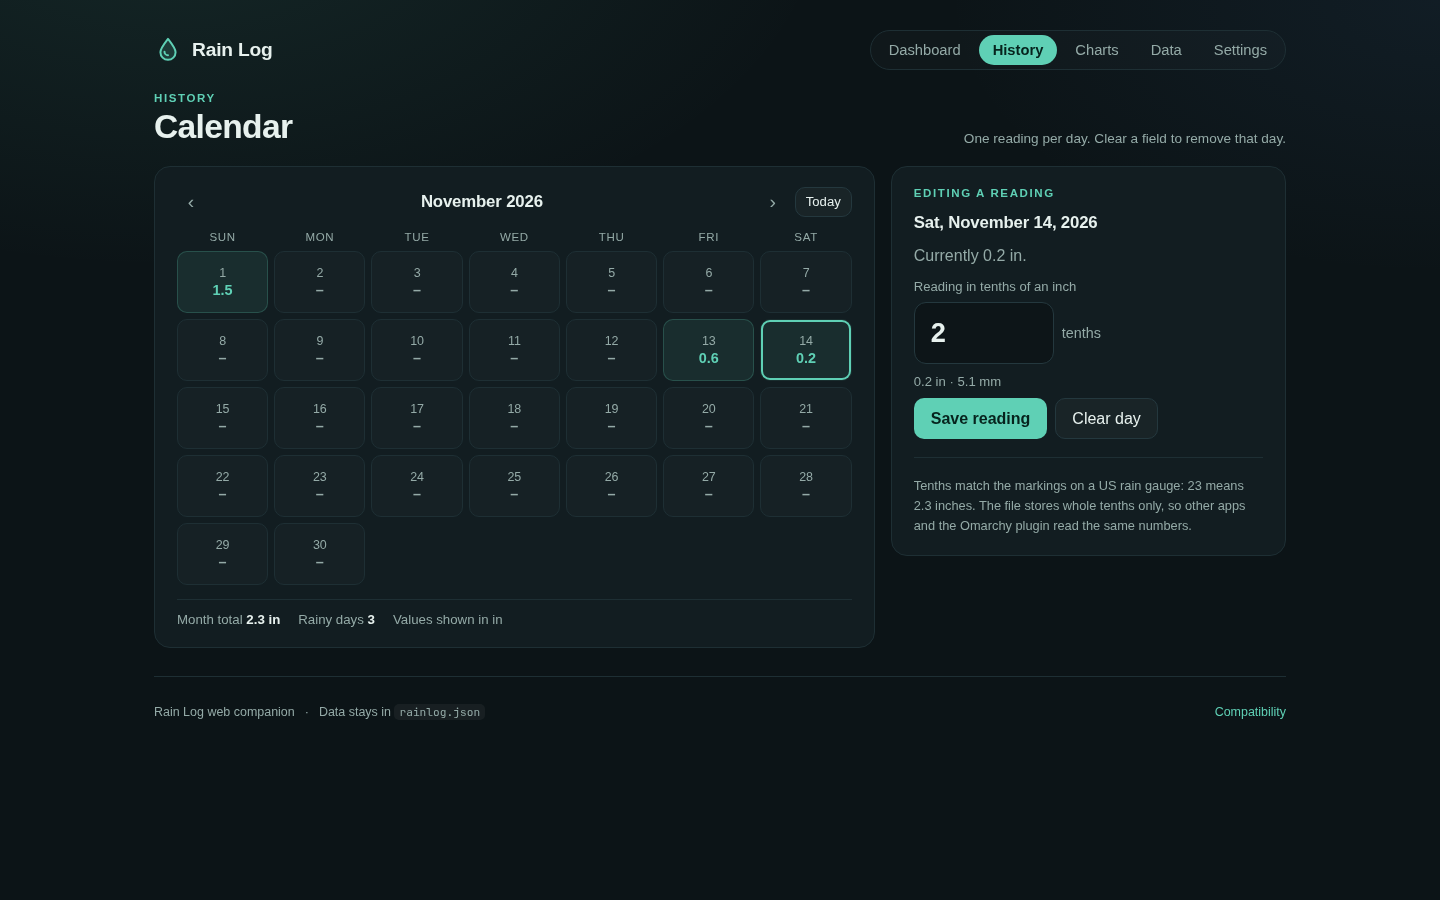 Rain Log
Dashboard History Charts Data Settings
HISTORY
Calendar
One reading per day. Clear a field to remove that day.
‹ November 2026 › Today
SUN MON TUE WED THU FRI SAT
1 2 3 4 5 6 7
1.5 – – – – – –
8 9 10 11 12 13 14
– – – – – 0.6 0.2
15 16 17 18 19 20 21
– – – – – – –
22 23 24 25 26 27 28
– – – – – – –
29 30
– –
Month total 2.3 in Rainy days 3 Values shown in in
EDITING A READING
Sat, November 14, 2026
Currently 0.2 in.
Reading in tenths of an inch
2 tenths
0.2 in · 5.1 mm
Save reading Clear day
Tenths match the markings on a US rain gauge: 23 means
2.3 inches. The file stores whole tenths only, so other apps
and the Omarchy plugin read the same numbers.
Rain Log web companion · Data stays in rainlog.json
Compatibility